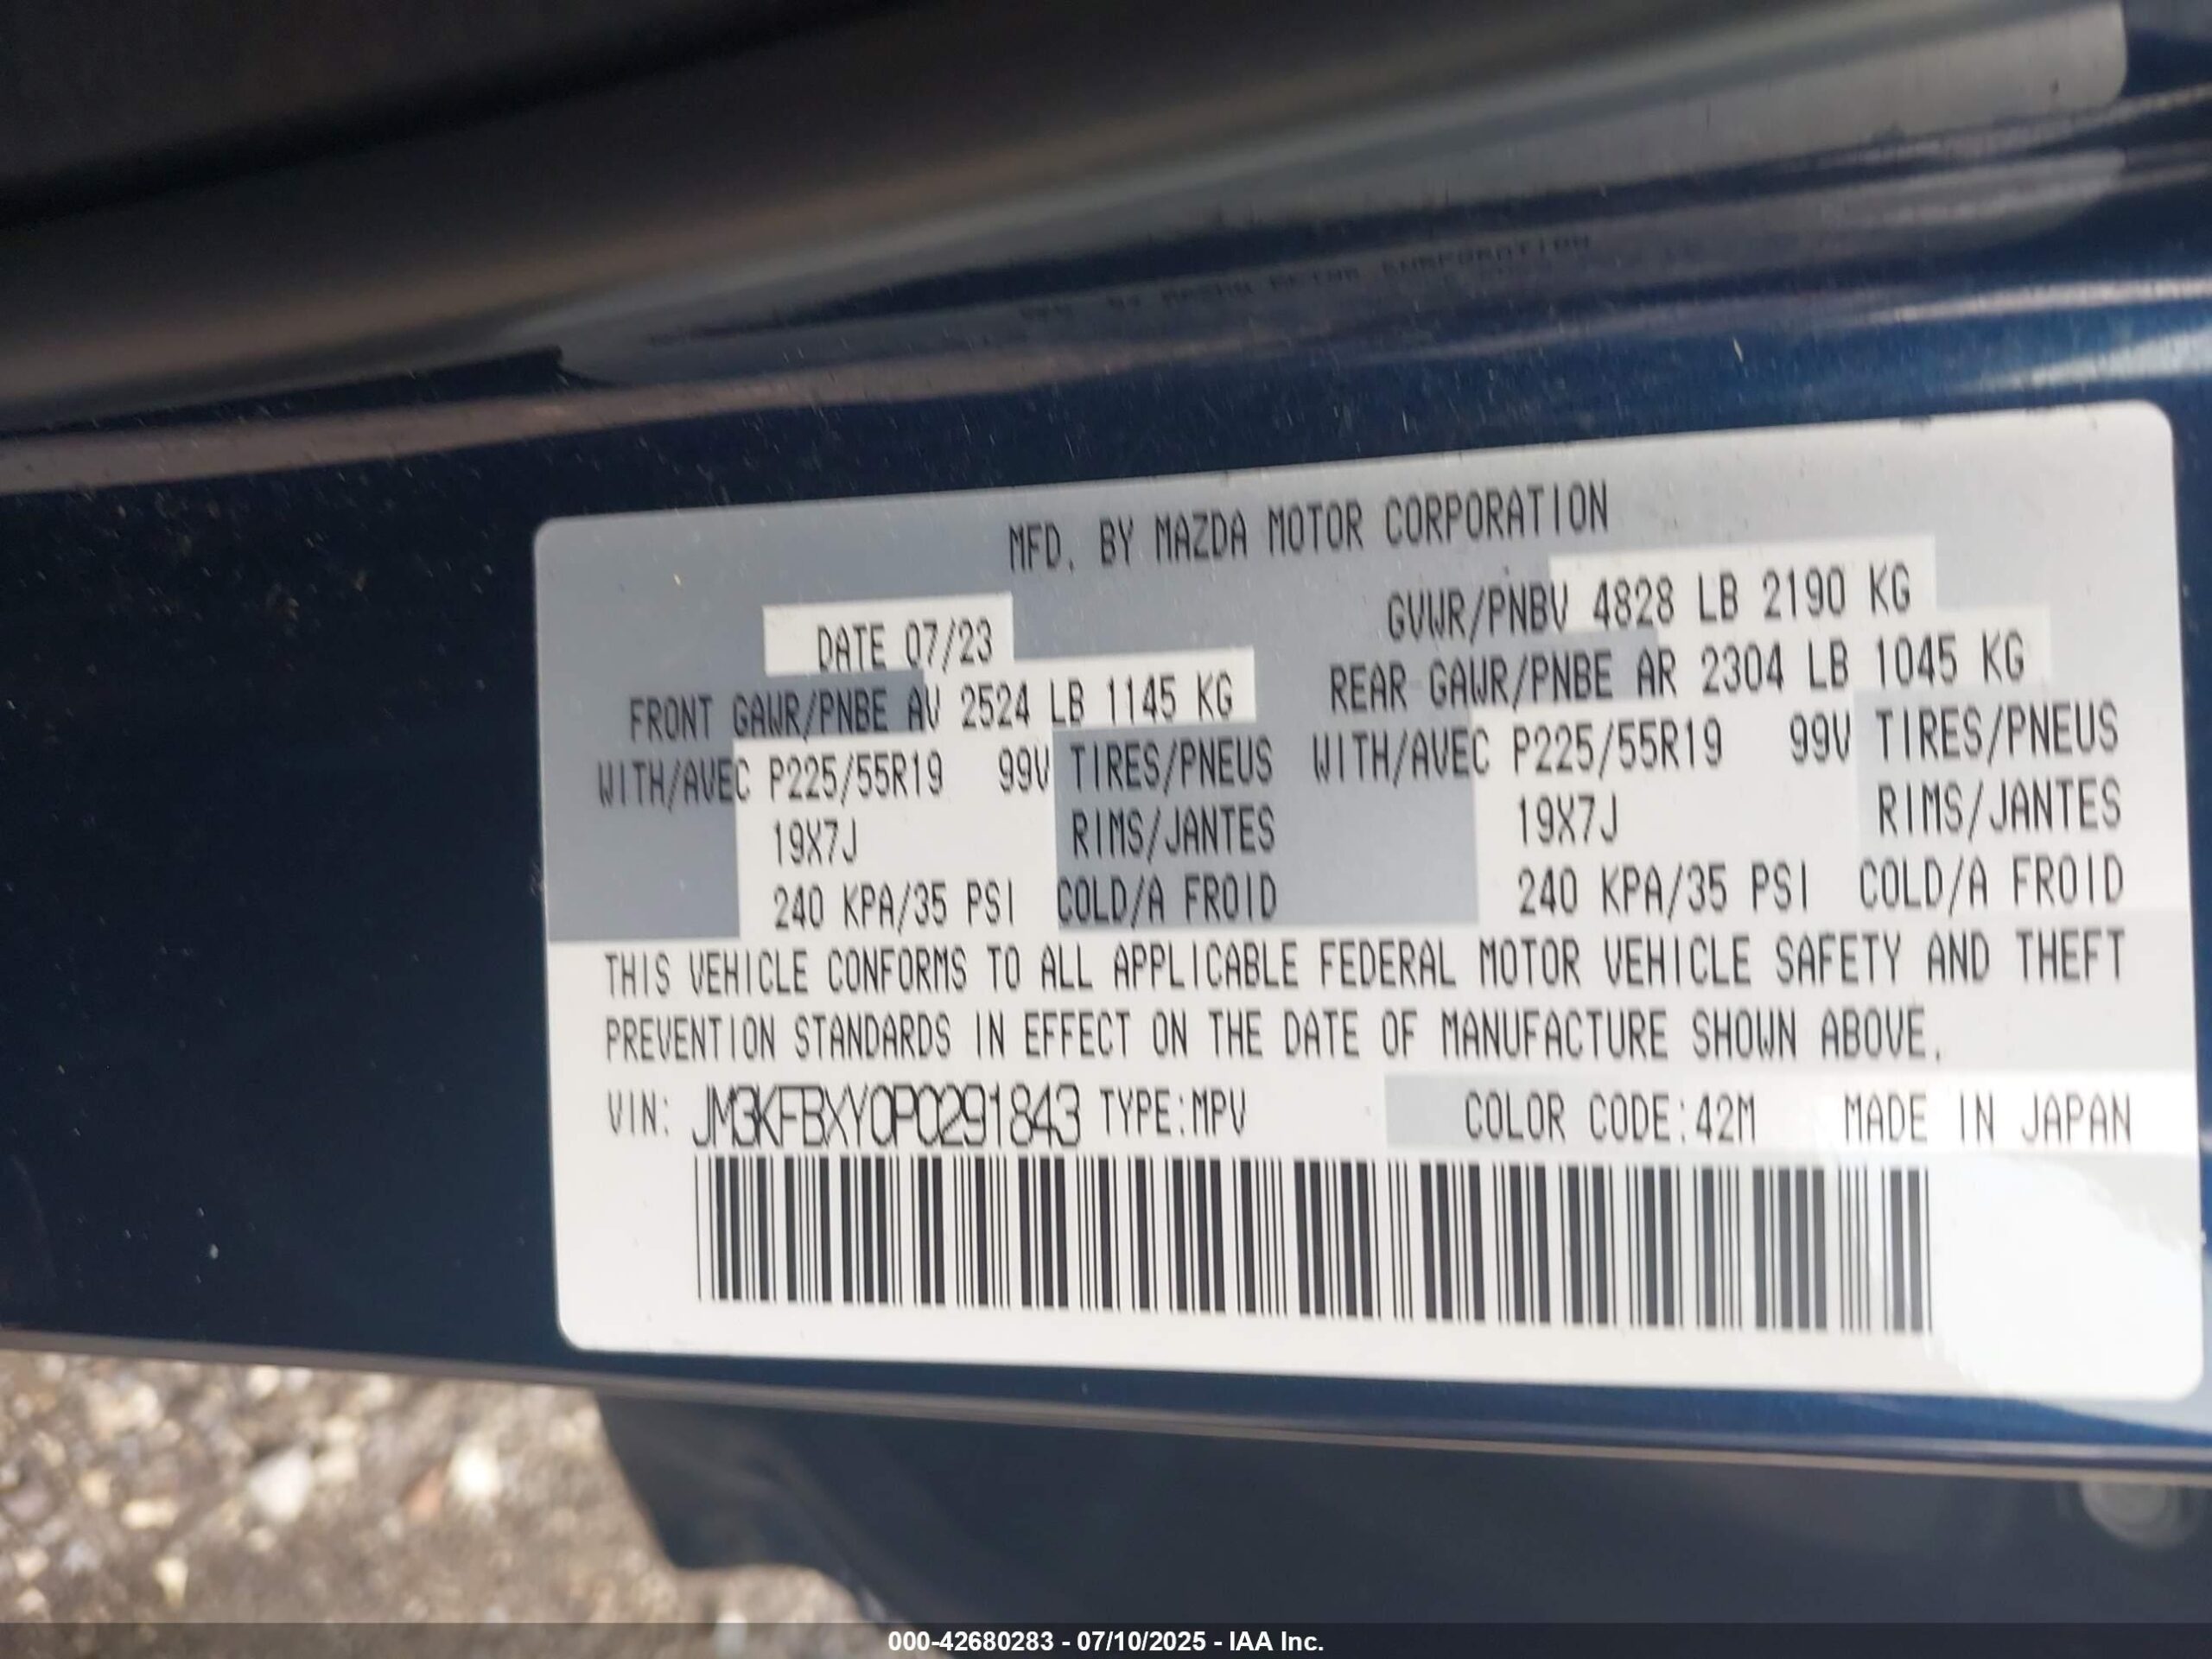 MFD. BY MAZDA MOTOR CORPORATION
DATE 07/23
GVWR/PNBV 4828 LB 2190 KG
FRONT GAWR/PNBE AV 2524 LB 1145 KG
REAR GAWR/PNBE AR 2304 LB 1045 KG
WITH/AVEC P225/55R19 99V TIRES/PNEUS
WITH/AVEC P225/55R19 99V TIRES/PNEUS
19X7J RIMS/JANTES
19X7J RIMS/JANTES
240 KPA/35 PSI COLD/A FROID
240 KPA/35 PSI COLD/A FROID
THIS VEHICLE CONFORMS TO ALL APPLICABLE FEDERAL MOTOR VEHICLE SAFETY AND THEFT
PREVENTION STANDARDS IN EFFECT ON THE DATE OF MANUFACTURE SHOWN ABOVE.
VIN: JM3KFBXY0P0291843 TYPE:MPV COLOR CODE:42M MADE IN JAPAN
000-42680283 - 07/10/2025 - IAA Inc.